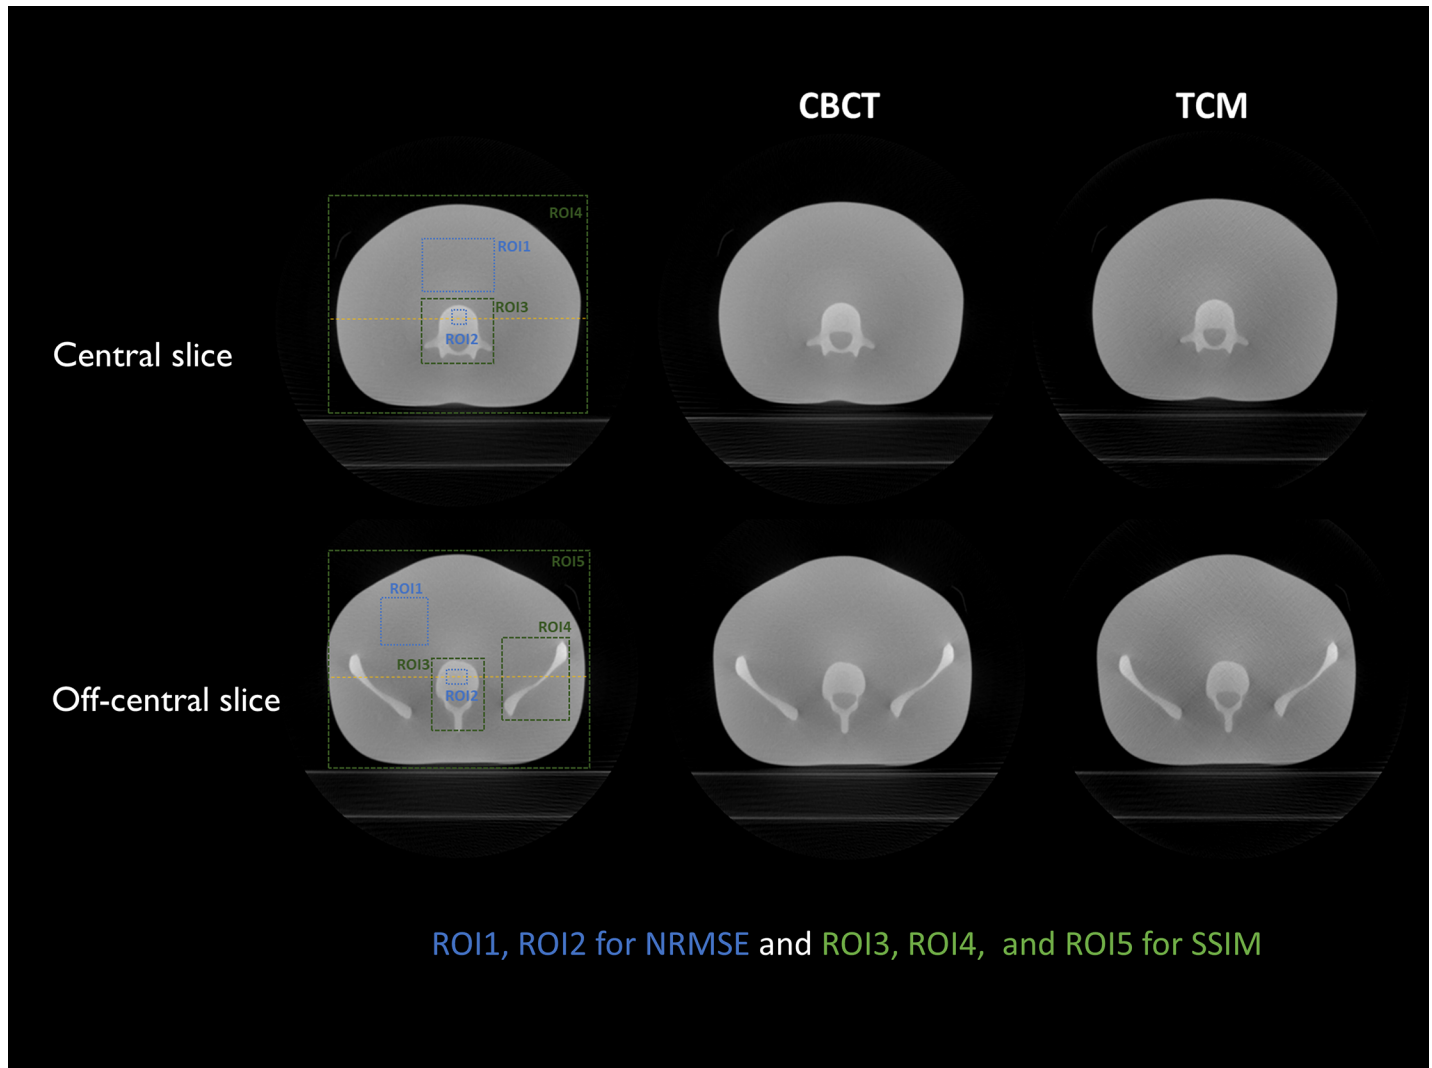 CBCT
TCM
ROI4
ROI1
ROI3
ROI2
Central slice
ROI5
ROI1
ROI4
ROI3
ROI2
Off-central slice
ROI1, ROI2 for NRMSE and ROI3, ROI4, and ROI5 for SSIM